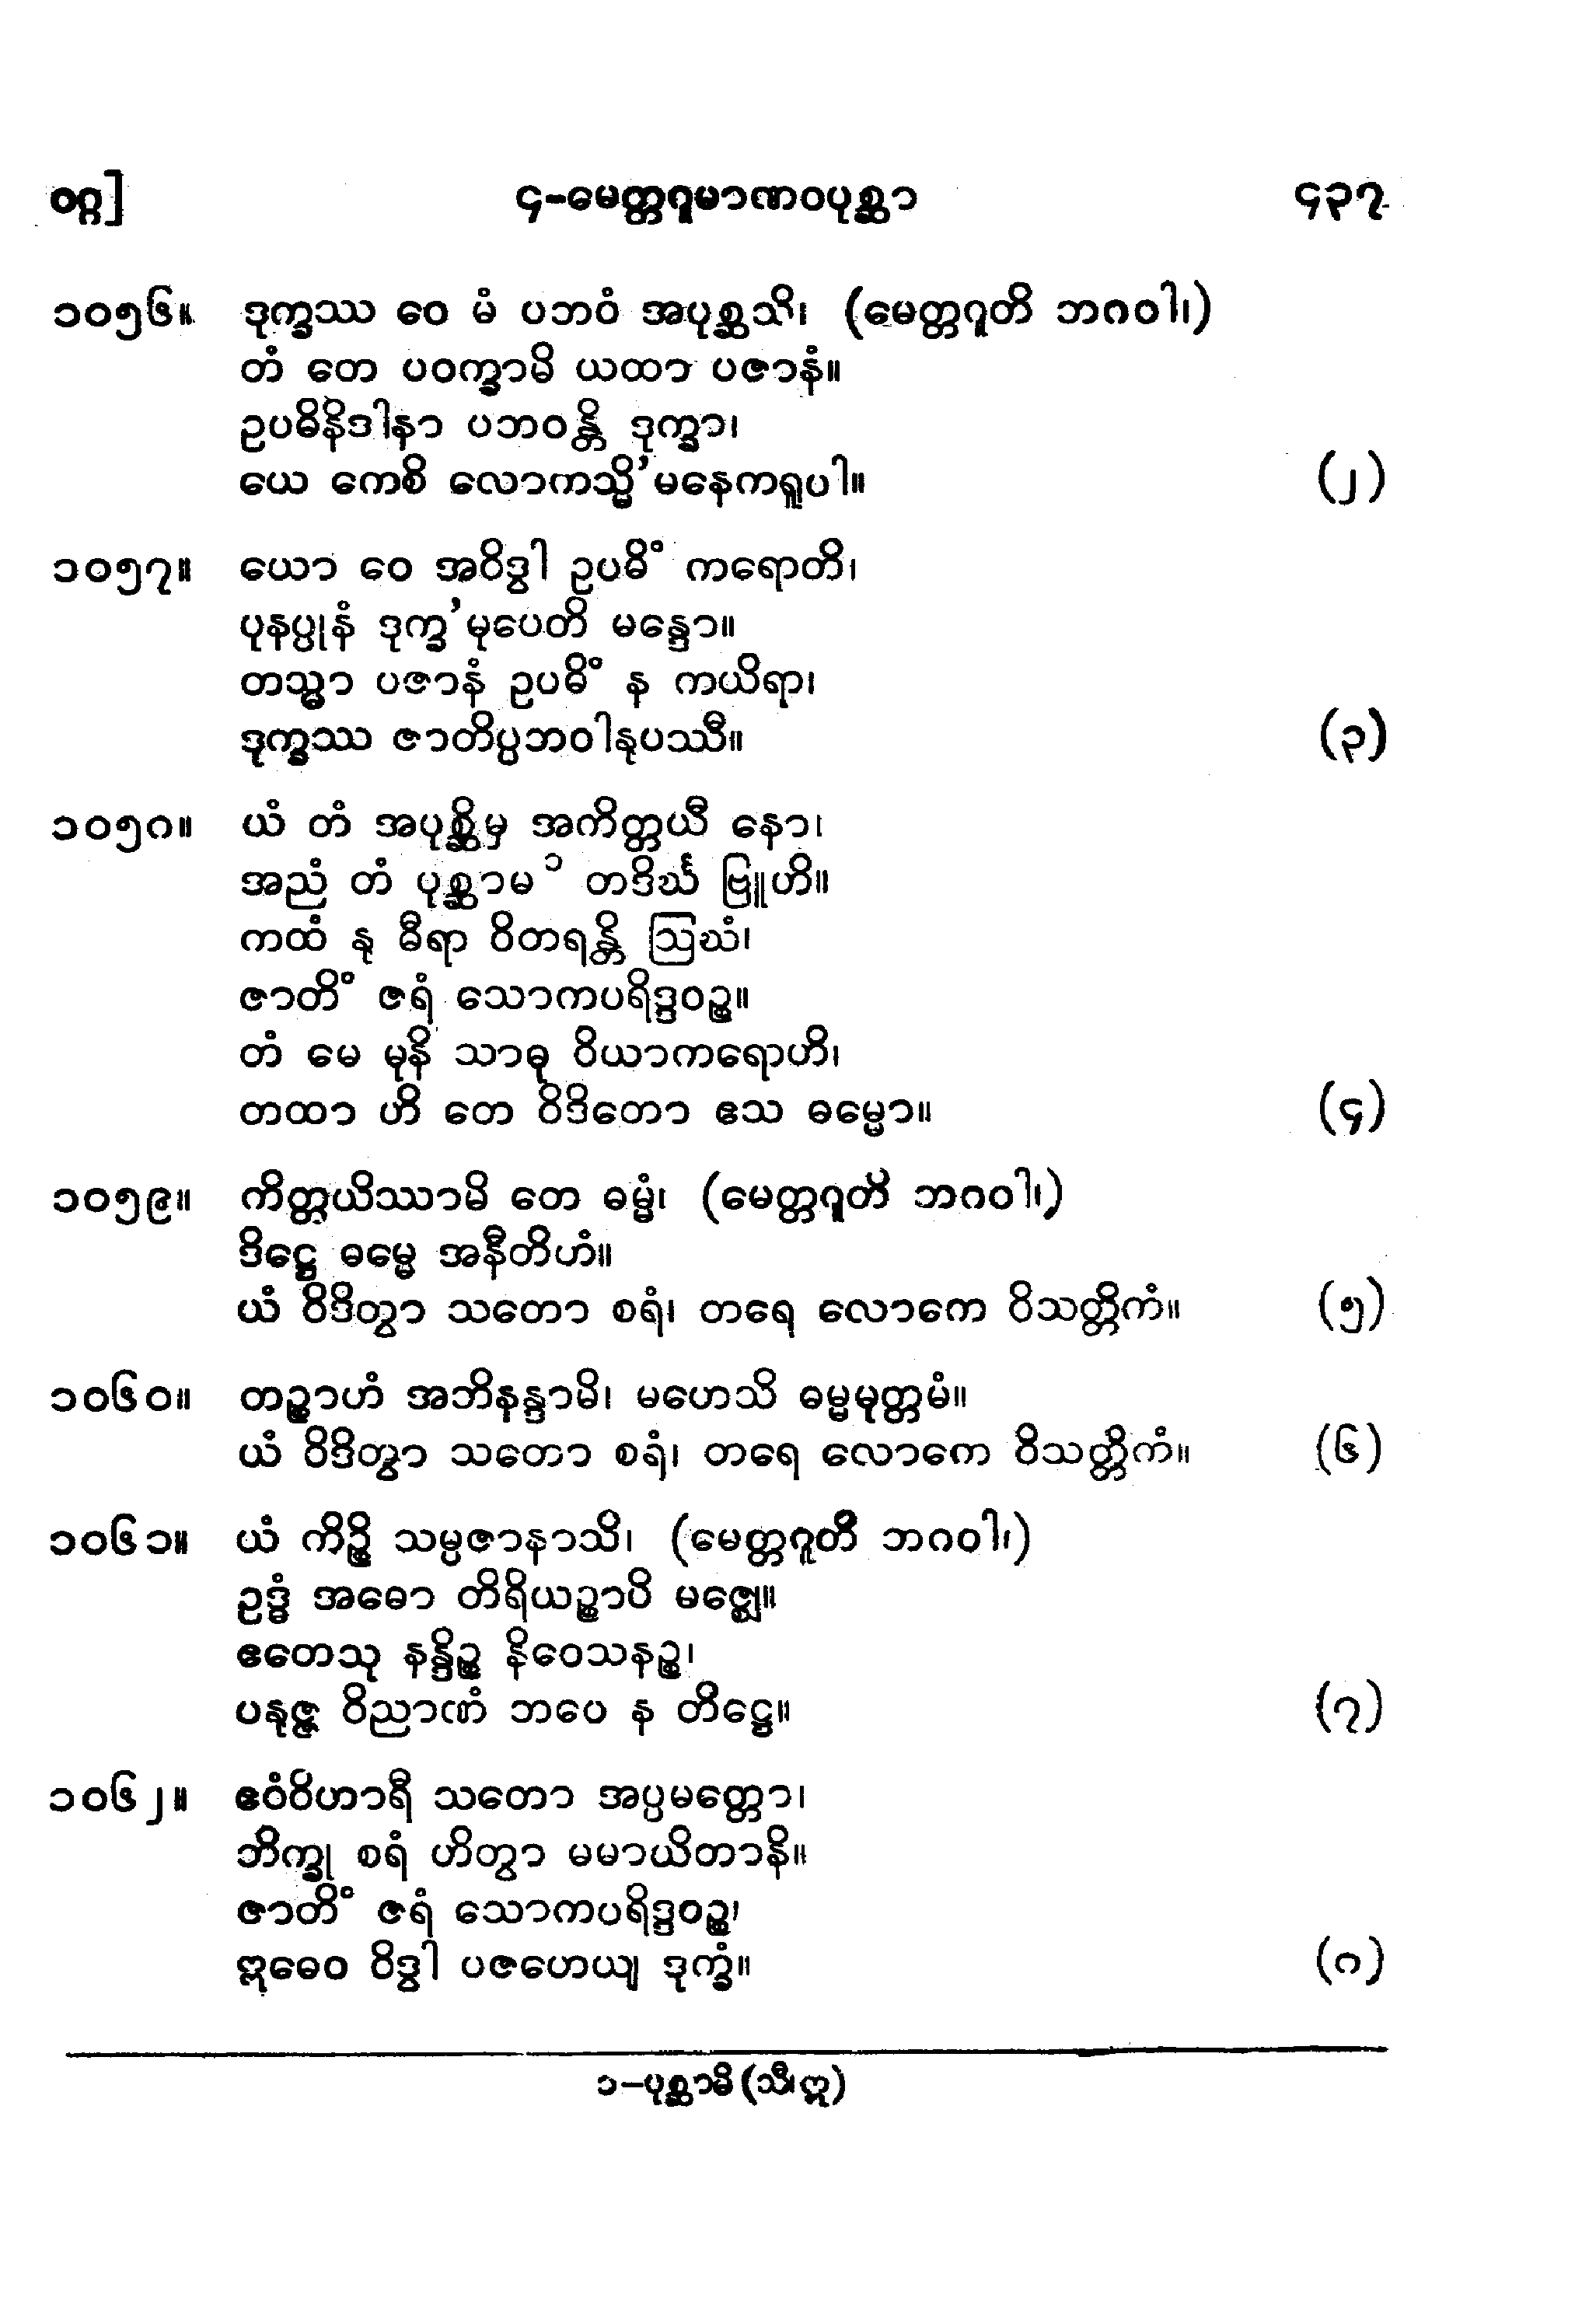 ဝဂ္ဂ] ၄-မေတ္တဂူမာဏဝပုစ္ဆာ ၄၃၇
၁၀၅၆။ ဒုက္ခဿ ဝေ မံ ပဘဝံ အပုစ္ဆသိ၊ (မေတ္တဂူတိ ဘဂဝါ၊)
တံ တေ ပဝက္ခာမိ ယထာ ပဇာနံ။
ဥပဓိနိဒါနာ ပဘဝန္တိ ဒုက္ခာ၊
ယေ ကေစိ လောကသ္မိ’မနေကရူပါ။ (၂)
၁၀၅၇။ ယော ဝေ အဝိဒွါ ဥပဓိံ ကရောတိ၊
ပုနပ္ပုနံ ဒုက္ခ’မုပေတိ မန္ဒော။
တသ္မာ ပဇာနံ ဥပဓိံ န ကယိရာ၊
ဒုက္ခဿ ဇာတိပ္ပဘဝါနုပဿီ။ (၃)
၁၀၅၈။ ယံ တံ အပုစ္ဆိမှ အကိတ္တယီ နော၊
အညံ တံ ပုစ္ဆာမ ၁ တဒိင်္ဃ ဗြူဟိ။
ကထံ နု ဓီရာ ဝိတရန္တိ ဩဃံ၊
ဇာတိံ ဇရံ သောကပရိဒ္ဒဝဉ္စ။
တံ မေ မုနိ သာဓု ဝိယာကရောဟိ၊
တထာ ဟိ တေ ဝိဒိတော ဧသ ဓမ္မော။ (၄)
၁၀၅၉။ ကိတ္တယိဿာမိ တေ ဓမ္မံ၊ (မေတ္တဂူတိ ဘဂဝါ၊)
ဒိဋ္ဌေ ဓမ္မေ အနီတိဟံ။
ယံ ဝိဒိတွာ သတော စရံ၊ တရေ လောကေ ဝိသတ္တိကံ။ (၅)
၁၀၆၀။ တဉ္စာဟံ အဘိနန္ဒာမိ၊ မဟေသိ ဓမ္မမုတ္တမံ။
ယံ ဝိဒိတွာ သတော စရံ၊ တရေ လောကေ ဝိသတ္တိကံ။ (၆)
၁၀၆၁။ ယံ ကိဉ္စိ သမ္ပဇာနာသိ၊ (မေတ္တဂူတိ ဘဂဝါ၊)
ဥဒ္ဓံ အဓော တိရိယဉ္စာပိ မဇ္ဈေ။
ဧတေသု နန္ဒိဉ္စ နိဝေသနဉ္စ၊
ပနုဇ္ဇ ဝိညာဏံ ဘဝေ န တိဋ္ဌေ။ (၇)
၁၀၆၂။ ဧဝံဝိဟာရီ သတော အပ္ပမတ္တော၊
ဘိက္ခု စရံ ဟိတွာ မမာယိတာနိ။
ဇာတိံ ဇရံ သောကပရိဒ္ဒဝဉ္စ၊
ဣဓေဝ ဝိဒွါ ပဇဟေယျ ဒုက္ခံ။ (၈)
၁–ပုစ္ဆာမိ (သီ၊ဣ)